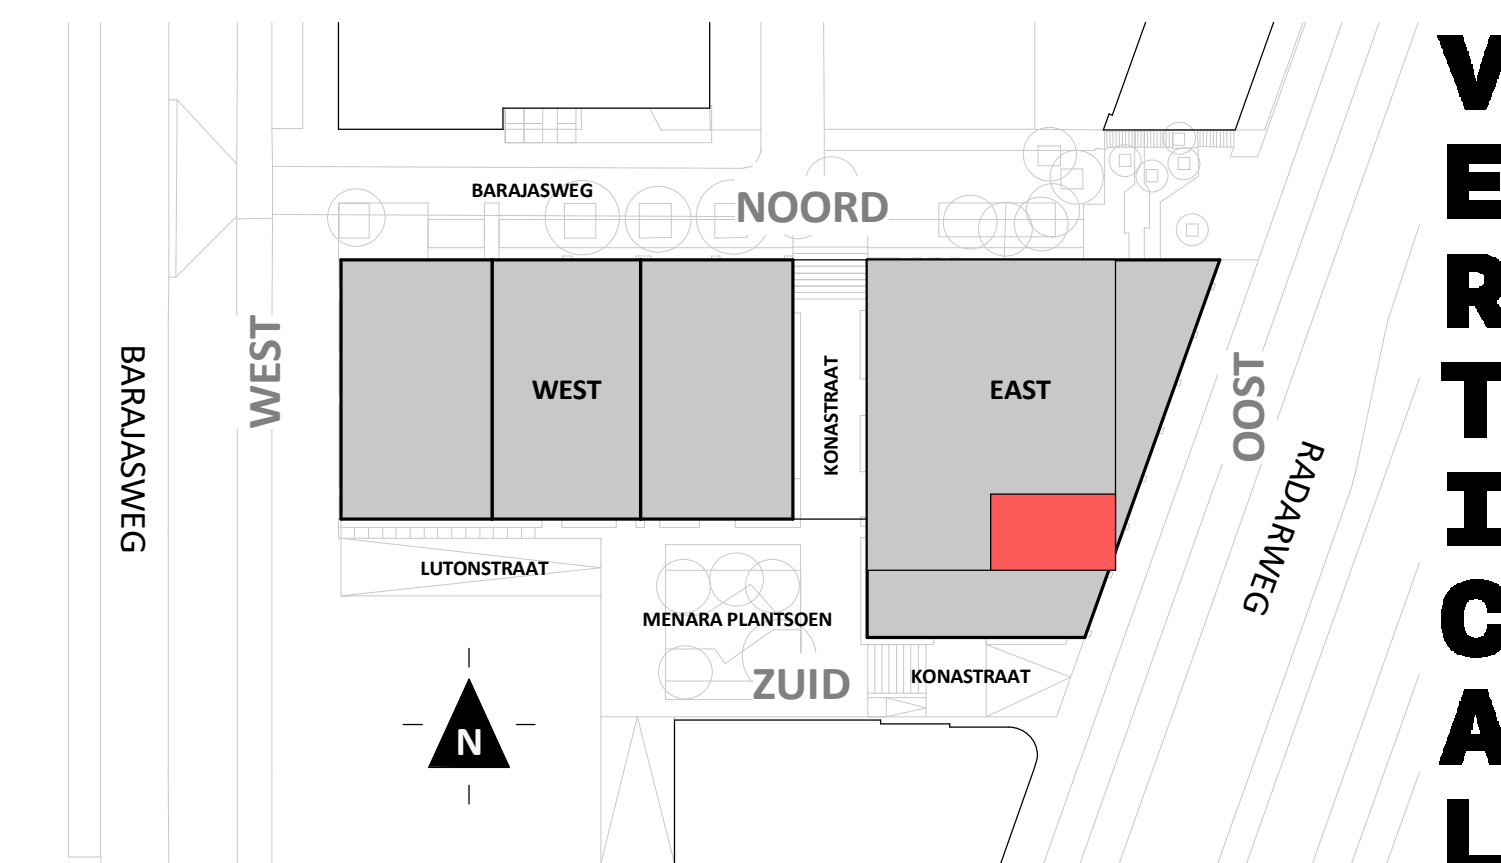 BARAJASWEG
NOORD
WEST
BARAJASWEG
WEST
KONASTRAAT
EAST
OOST
RADARWEG
LUTONSTRAAT
MENARA PLANTSOEN
ZUID
KONASTRAAT
N
VERTICAL